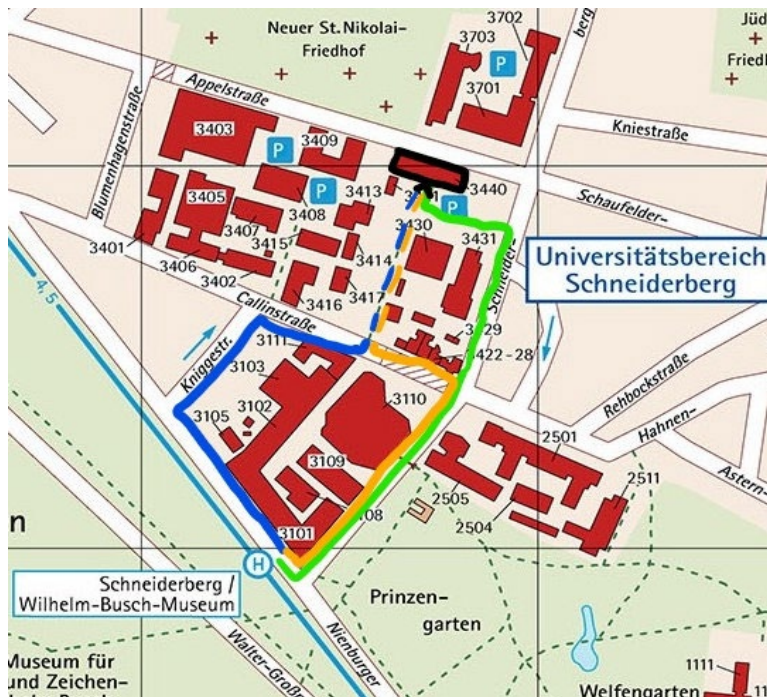 3702
berg
Neuer St. Nikolai-
Friedhof
3703
P
Jüd
Friedh
3701
Appelstraße
Kniestraße
3403
P
3409
Blumenhagenstraße
3440
P
P
Schaufelder-
3405
3408
3413
3407
3430
3431
3415
3401
3406
3414
3402
3416
3417
Schneider-
Universitätsbereich
Schneiderberg
4, 5
Callinstraße
3429
3422-28
Kniggestr.
3111
3103
3110
Rehbockstraße
3105
3102
Hahnen-
2501
3109
Astern-
2511
2505
2504
3101
n
H
Schneiderberg /
Wilhelm-Busch-Museum
Prinzen-
garten
Nienburger
Museum für
und Zeichen-
Walter-Große-
Welfengarten
1111